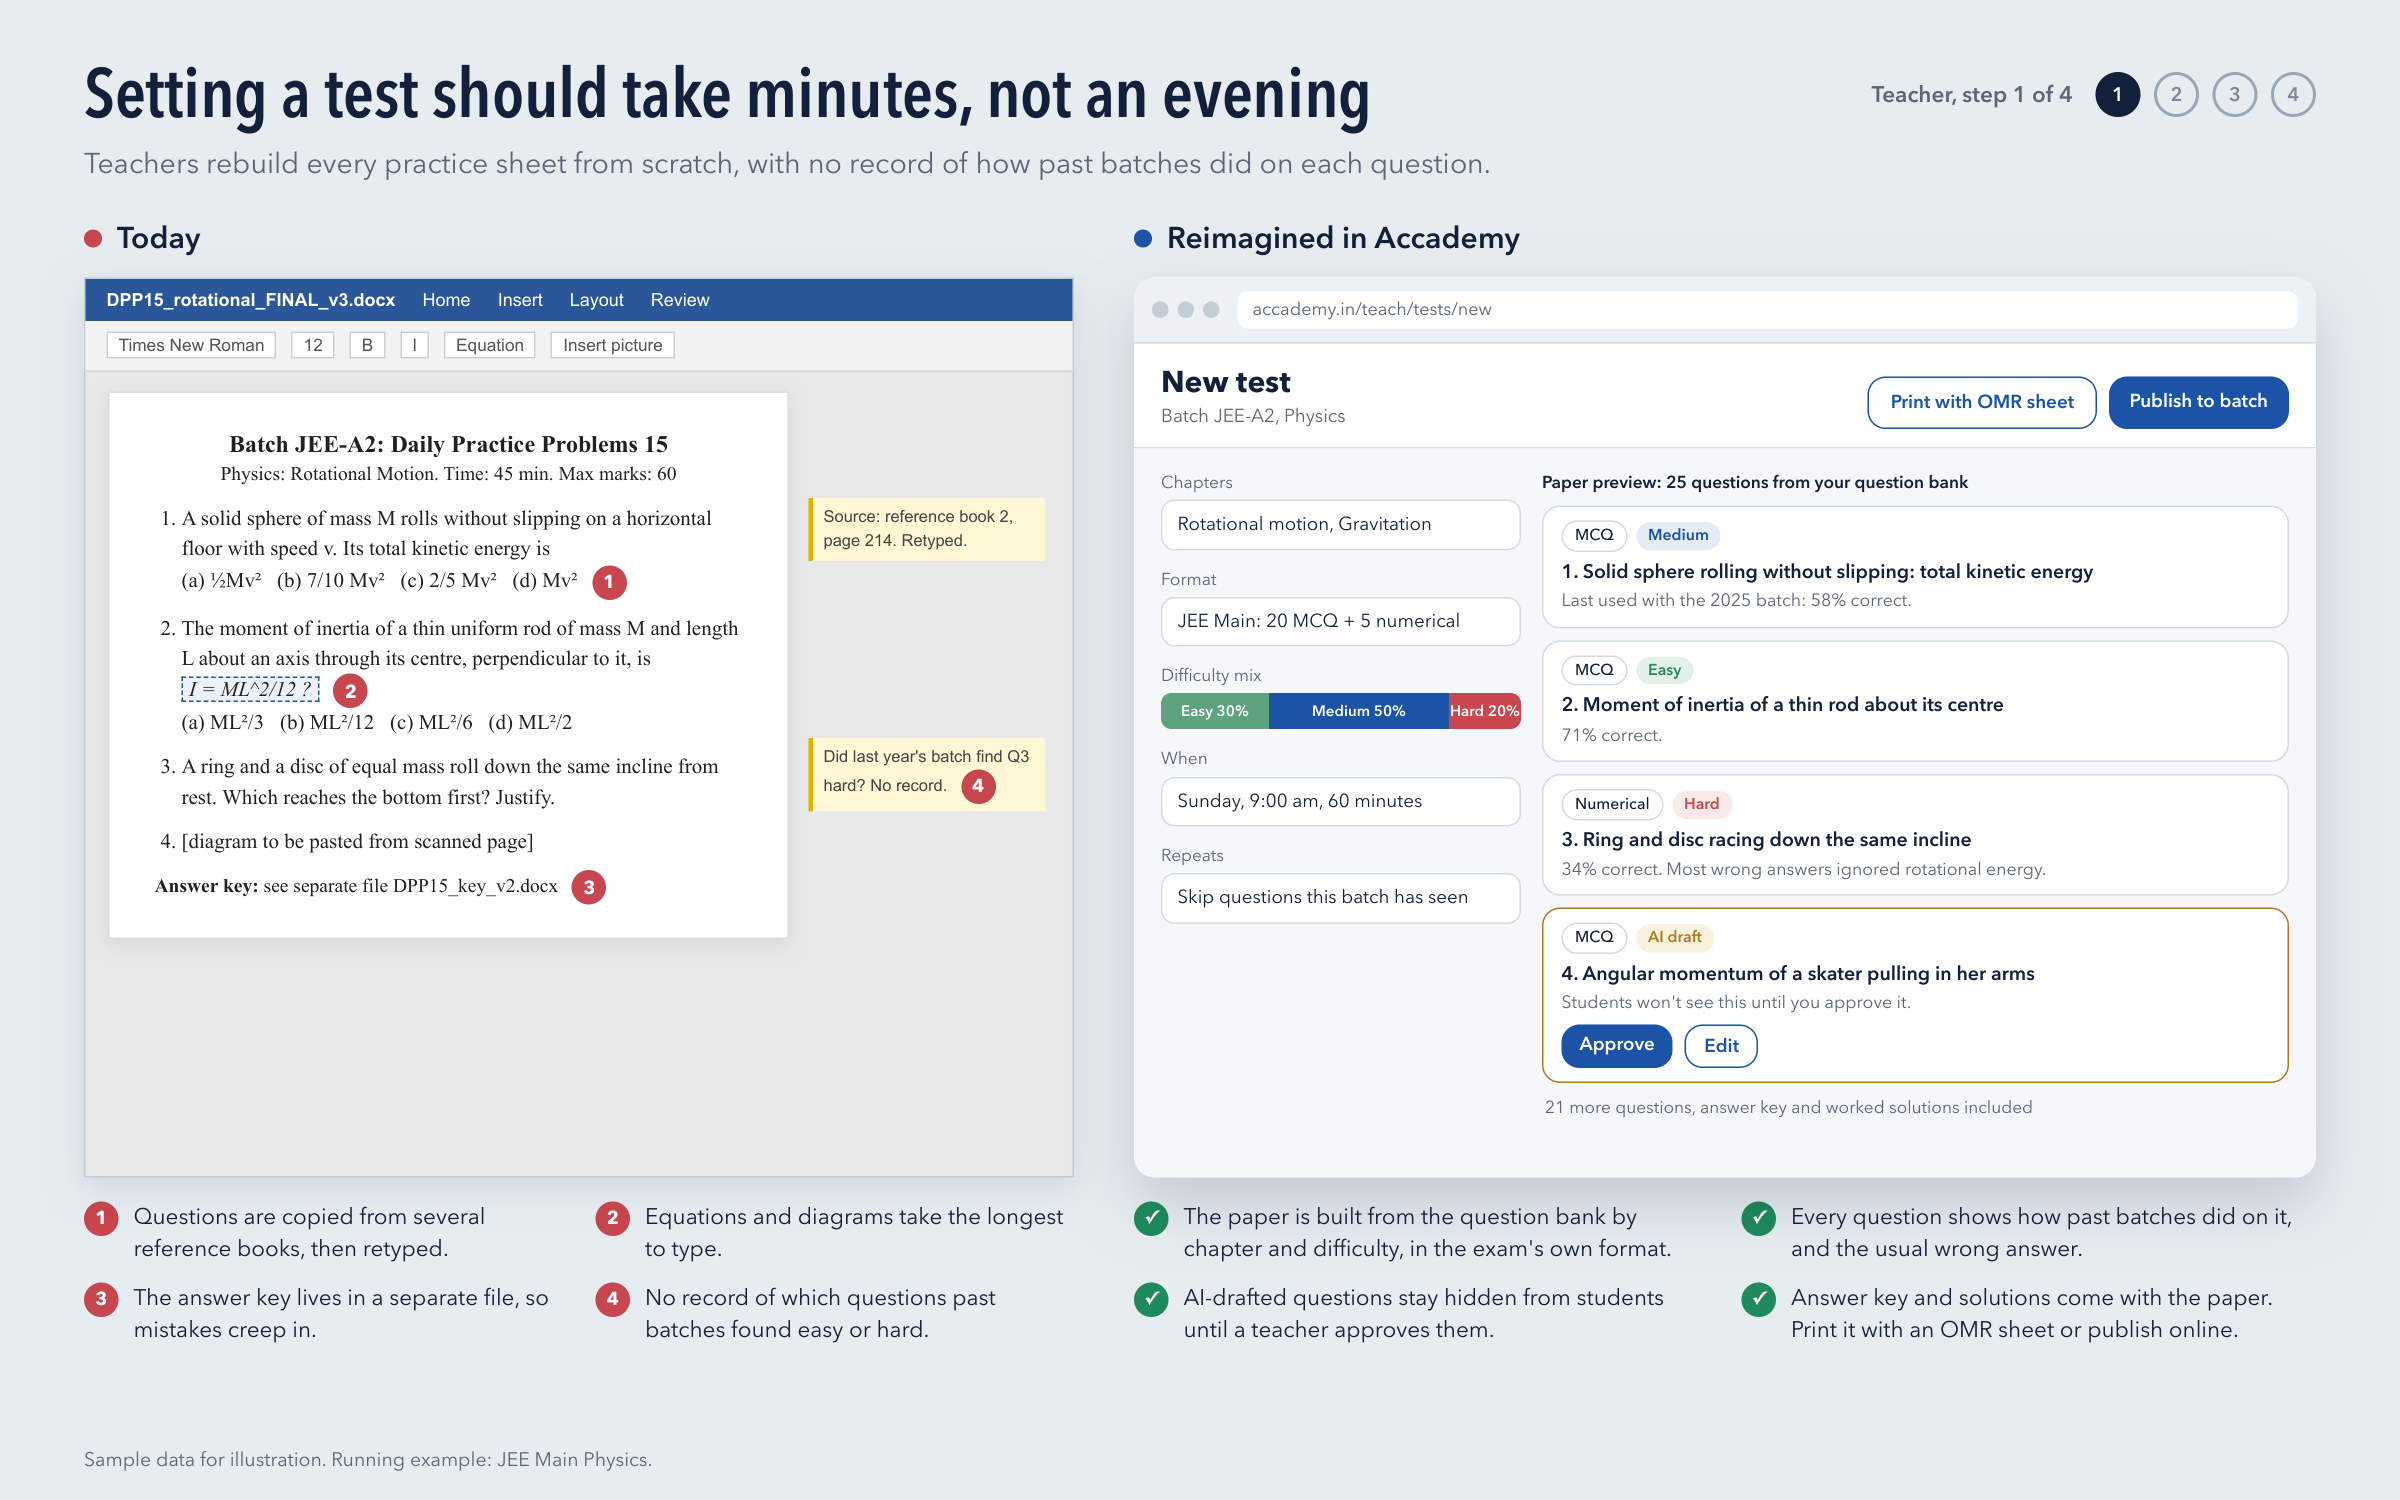 Setting a test should take minutes, not an evening
Teacher, step 1 of 4 1 2 3 4
Teachers rebuild every practice sheet from scratch, with no record of how past batches did on each question.
Today
DPP15_rotational_FINAL_v3.docx Home Insert Layout Review
Times New Roman 12 B I Equation Insert picture
Batch JEE-A2: Daily Practice Problems 15
Physics: Rotational Motion. Time: 45 min. Max marks: 60
1. A solid sphere of mass M rolls without slipping on a horizontal
floor with speed v. Its total kinetic energy is
(a) ½Mv² (b) 7/10 Mv² (c) 2/5 Mv² (d) Mv² 1
2. The moment of inertia of a thin uniform rod of mass M and length
L about an axis through its centre, perpendicular to it, is
I = ML^2/12 ? 2
(a) ML²/3 (b) ML²/12 (c) ML²/6 (d) ML²/2
3. A ring and a disc of equal mass roll down the same incline from
rest. Which reaches the bottom first? Justify.
4. [diagram to be pasted from scanned page]
Answer key: see separate file DPP15_key_v2.docx 3
Source: reference book 2,
page 214. Retyped.
Did last year's batch find Q3
hard? No record. 4
1 Questions are copied from several
reference books, then retyped.
2 Equations and diagrams take the longest
to type.
3 The answer key lives in a separate file, so
mistakes creep in.
4 No record of which questions past
batches found easy or hard.
Reimagined in Accademy
accademy.in/teach/tests/new
New test
Batch JEE-A2, Physics
Print with OMR sheet Publish to batch
Chapters
Rotational motion, Gravitation
Format
JEE Main: 20 MCQ + 5 numerical
Difficulty mix
Easy 30% Medium 50% Hard 20%
When
Sunday, 9:00 am, 60 minutes
Repeats
Skip questions this batch has seen
Paper preview: 25 questions from your question bank
MCQ Medium
1. Solid sphere rolling without slipping: total kinetic energy
Last used with the 2025 batch: 58% correct.
MCQ Easy
2. Moment of inertia of a thin rod about its centre
71% correct.
Numerical Hard
3. Ring and disc racing down the same incline
34% correct. Most wrong answers ignored rotational energy.
MCQ AI draft
4. Angular momentum of a skater pulling in her arms
Students won't see this until you approve it.
Approve Edit
21 more questions, answer key and worked solutions included
✓ The paper is built from the question bank by
chapter and difficulty, in the exam's own format.
✓ Every question shows how past batches did on it,
and the usual wrong answer.
✓ AI-drafted questions stay hidden from students
until a teacher approves them.
✓ Answer key and solutions come with the paper.
Print it with an OMR sheet or publish online.
Sample data for illustration. Running example: JEE Main Physics.